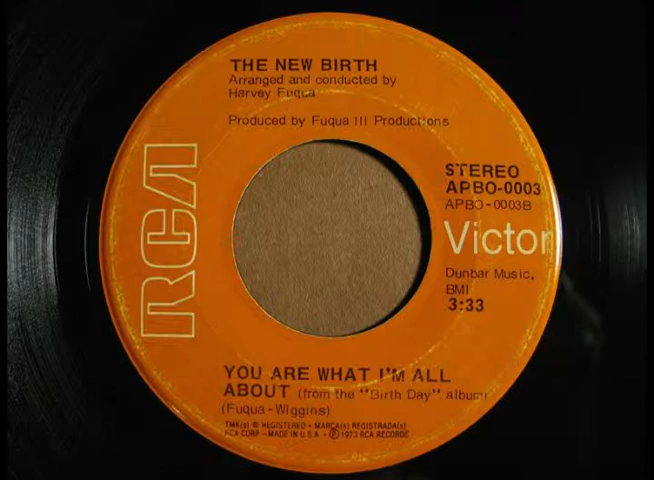 THE NEW BIRTH
Arranged and conducted by
Harvey Fuqua
Produced by Fuqua III Productions
RCA
STEREO
APBO-0003
APBO-0003B
Victor
Dunbar Music,
BMI
3:33
YOU ARE WHAT I'M ALL
ABOUT (from the "Birth Day" album)
(Fuqua-Wiggins)
TMK(s) ® REGISTERED • MARCA(s) REGISTRADA(s)
RCA CORP.—MADE IN U.S.A. • ℗ 1973 RCA RECORDS